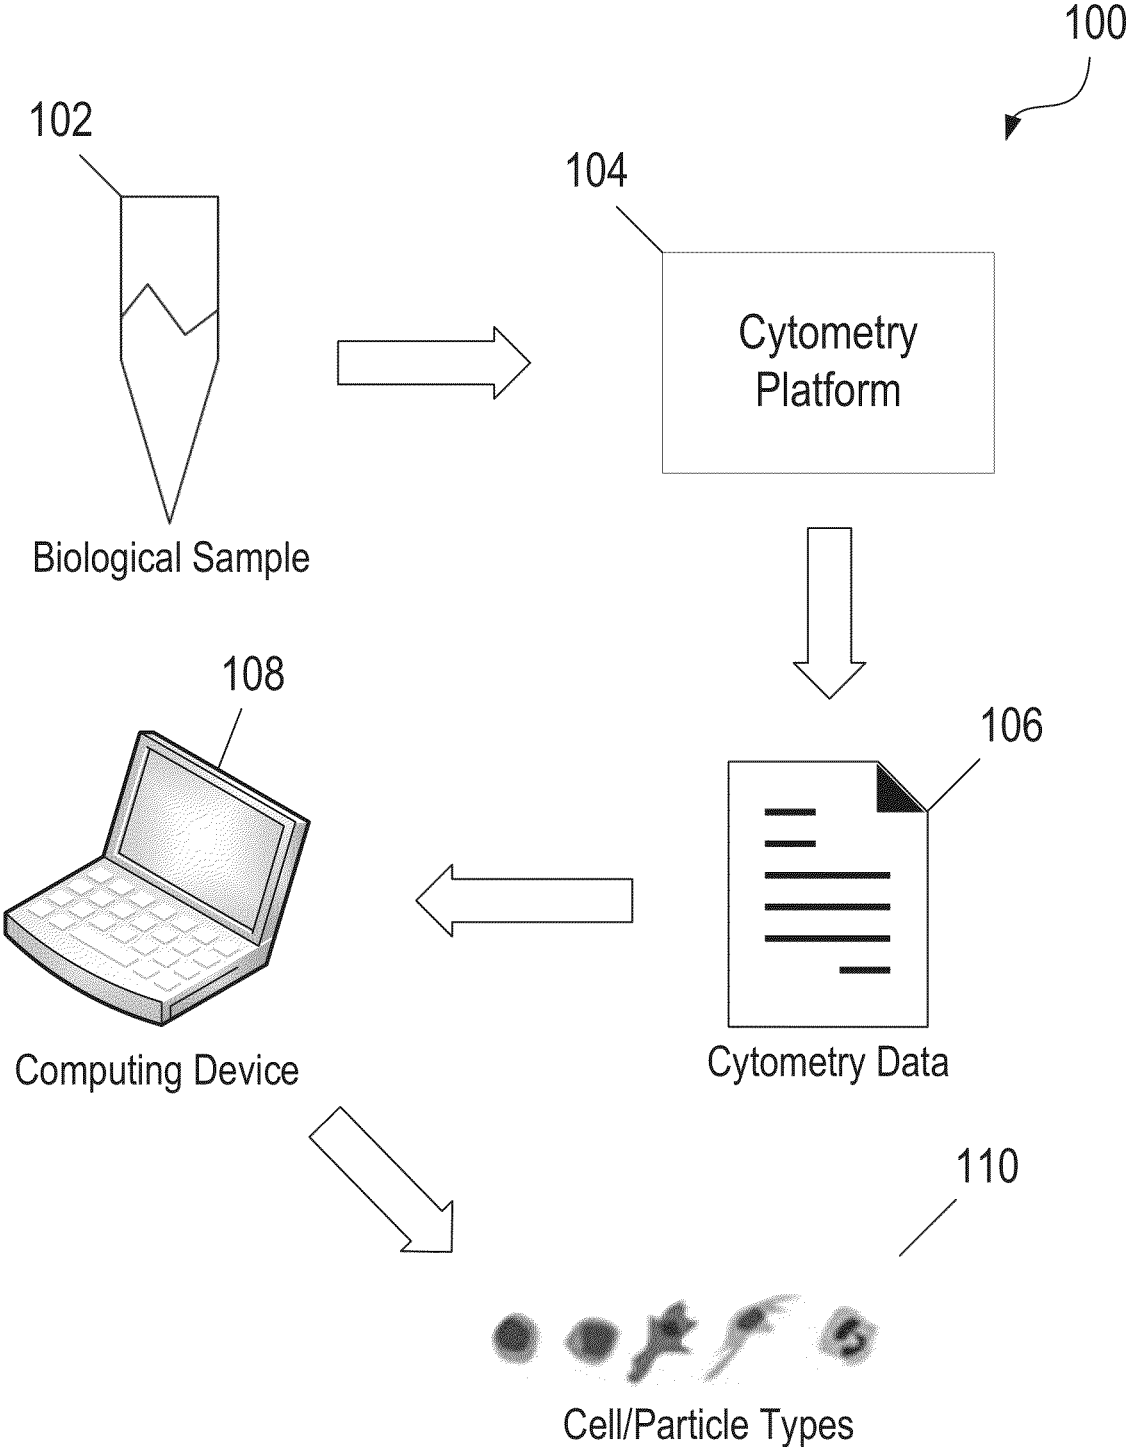 100
102
104
Cytometry
Platform
Biological Sample
108
106
Computing Device
Cytometry Data
110
Cell/Particle Types